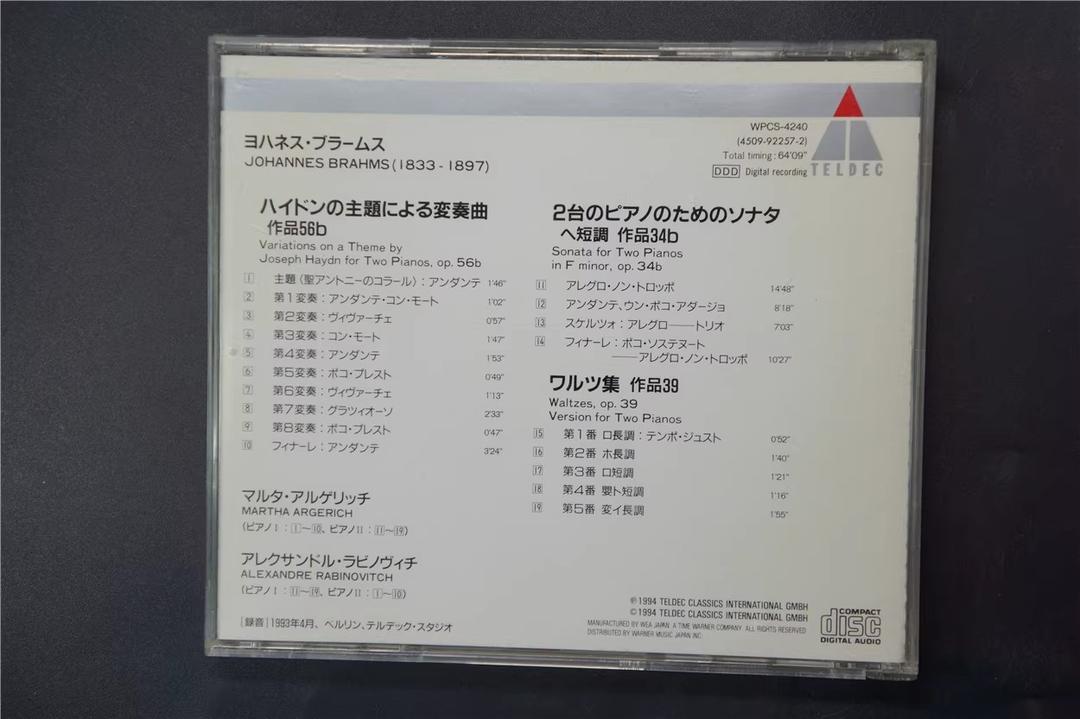 ヨハネス・ブラームス
JOHANNES BRAHMS (1833 - 1897)
WPCS-4240
(4509-92257-2)
Total timing : 64'09"
DDD Digital recording
TELDEC
ハイドンの主題による変奏曲
作品56b
Variations on a Theme by
Joseph Haydn for Two Pianos, op. 56b
1 主題〈聖アントニーのコラール〉: アンダンテ 1'46"
2 第1変奏 : アンダンテ・コン・モート 1'02"
3 第2変奏 : ヴィヴァーチェ 0'57"
4 第3変奏 : コン・モート 1'47"
5 第4変奏 : アンダンテ 1'53"
6 第5変奏 : ポコ・プレスト 0'49"
7 第6変奏 : ヴィヴァーチェ 1'13"
8 第7変奏 : グラツィオーソ 2'33"
9 第8変奏 : ポコ・プレスト 0'47"
10 フィナーレ : アンダンテ 3'24"
マルタ・アルゲリッチ
MARTHA ARGERICH
(ピアノI : 1〜10、ピアノII : 11〜19)
アレクサンドル・ラビノヴィチ
ALEXANDRE RABINOVITCH
(ピアノI : 11〜19、ピアノII : 1〜10)
[録音] 1993年4月、ベルリン、テルデック・スタジオ
2台のピアノのためのソナタ
ヘ短調 作品34b
Sonata for Two Pianos
in F minor, op. 34b
11 アレグロ・ノン・トロッポ 14'48"
12 アンダンテ、ウン・ポコ・アダージョ 8'18"
13 スケルツォ : アレグロ――トリオ 7'03"
14 フィナーレ : ポコ・ソステヌート
――アレグロ・ノン・トロッポ 10'27"
ワルツ集 作品39
Waltzes, op. 39
Version for Two Pianos
15 第1番 ロ長調 : テンポ・ジュスト 0'52"
16 第2番 ホ長調 1'40"
17 第3番 ロ短調 1'21"
18 第4番 嬰ト短調 1'16"
19 第5番 変イ長調 1'55"
℗ 1994 TELDEC CLASSICS INTERNATIONAL GMBH
© 1994 TELDEC CLASSICS INTERNATIONAL GMBH
MANUFACTURED BY WEA JAPAN. A TIME WARNER COMPANY. ALL RIGHTS RESERVED
DISTRIBUTED BY WARNER MUSIC JAPAN INC.
COMPACT
disc
DIGITAL AUDIO